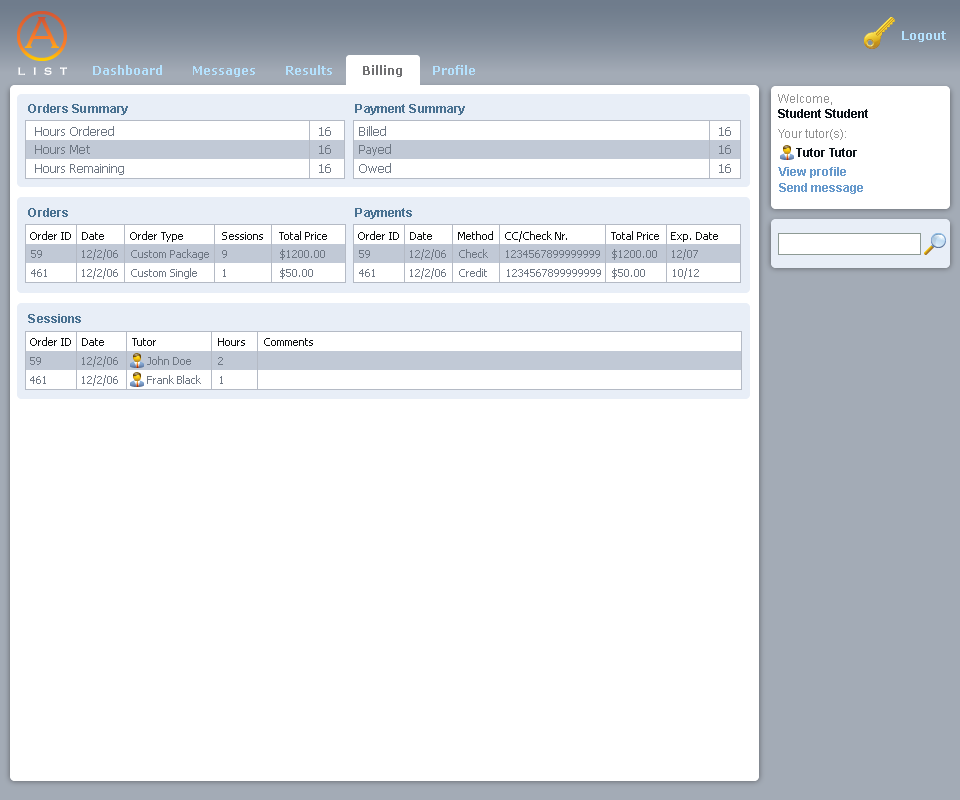 A
LIST
Dashboard Messages Results Billing Profile
Logout
Orders Summary
Hours Ordered 16
Hours Met 16
Hours Remaining 16
Payment Summary
Billed 16
Payed 16
Owed 16
Orders
Order ID Date Order Type Sessions Total Price
59 12/2/06 Custom Package 9 $1200.00
461 12/2/06 Custom Single 1 $50.00
Payments
Order ID Date Method CC/Check Nr. Total Price Exp. Date
59 12/2/06 Check 1234567899999999 $1200.00 12/07
461 12/2/06 Credit 1234567899999999 $50.00 10/12
Sessions
Order ID Date Tutor Hours Comments
59 12/2/06 John Doe 2
461 12/2/06 Frank Black 1
Welcome,
Student Student
Your tutor(s):
Tutor Tutor
View profile
Send message